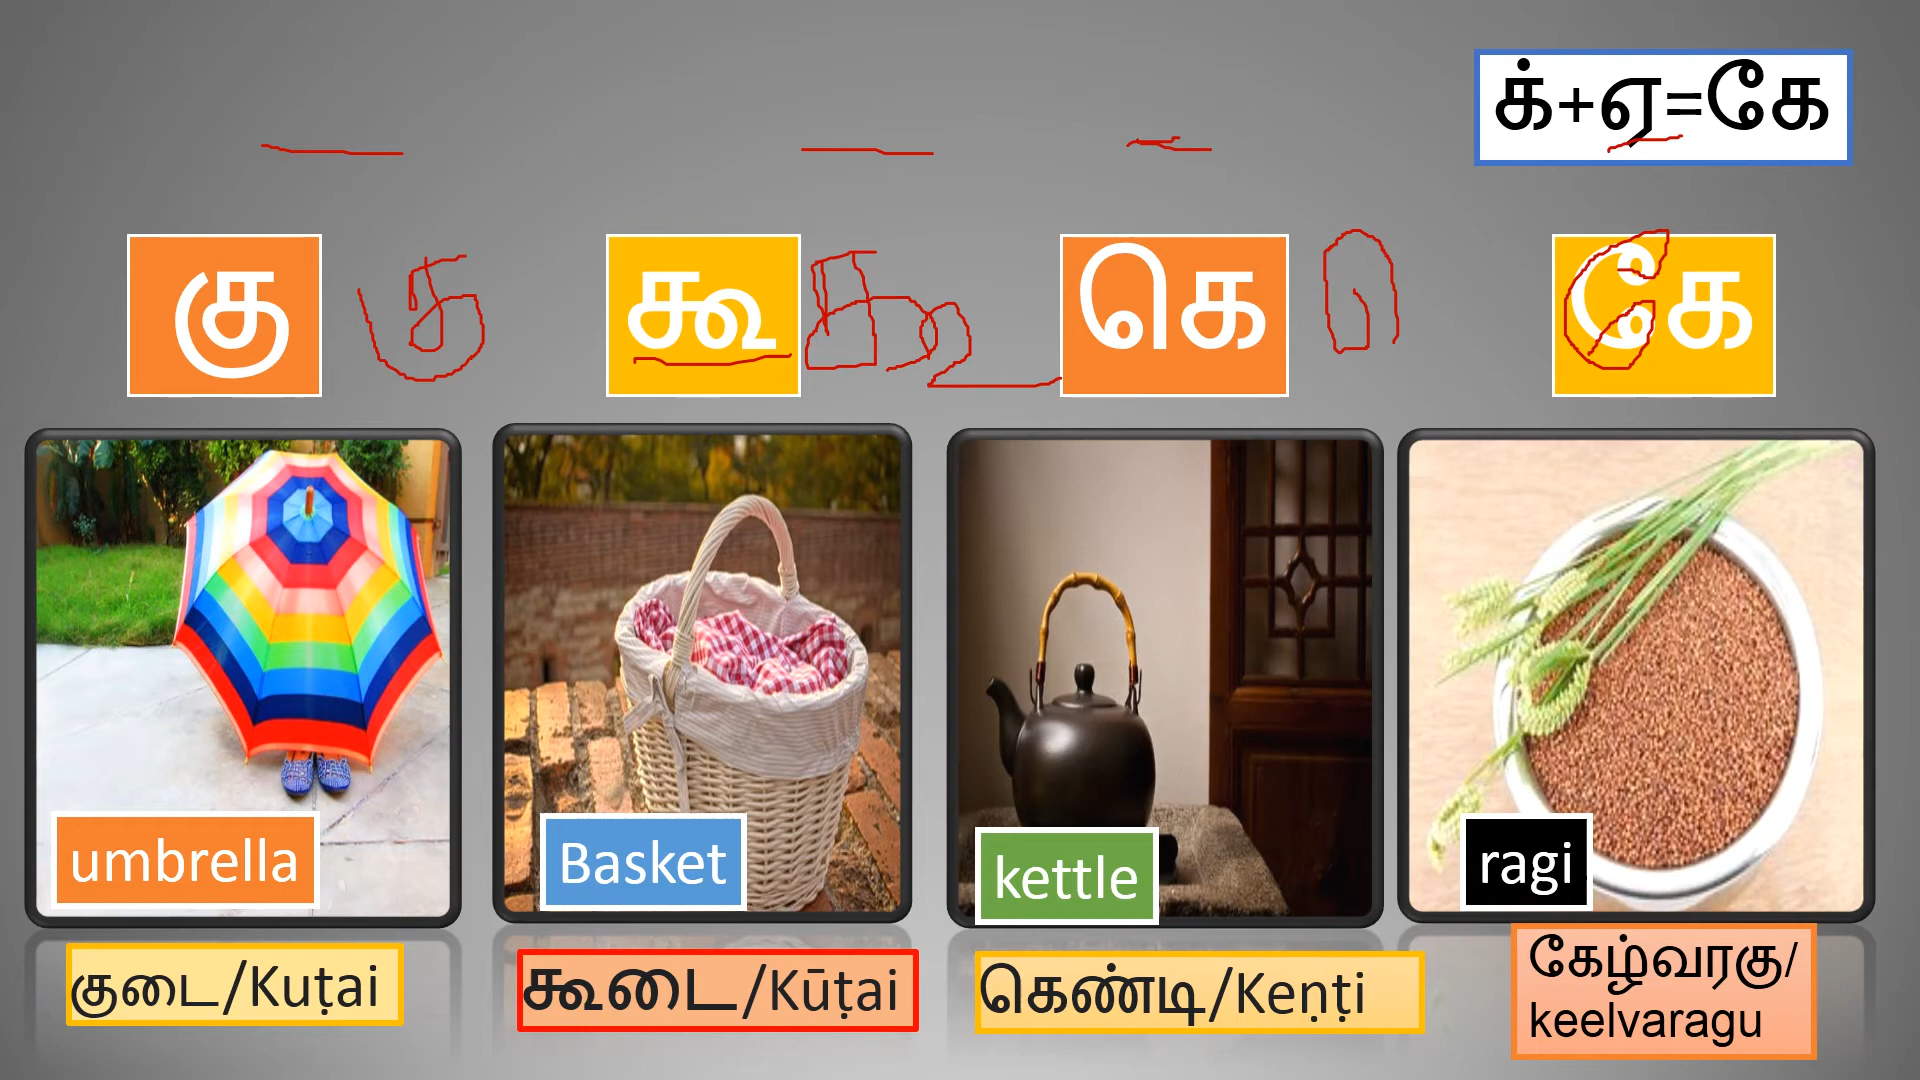 க்+ஏ=கே
கு
கூ
கெ
கே
umbrella
Basket
kettle
ragi
குடை/Kuṭai
கூடை/Kūṭai
கெண்டி/Keṇṭi
கேழ்வரகு/
keelvaragu